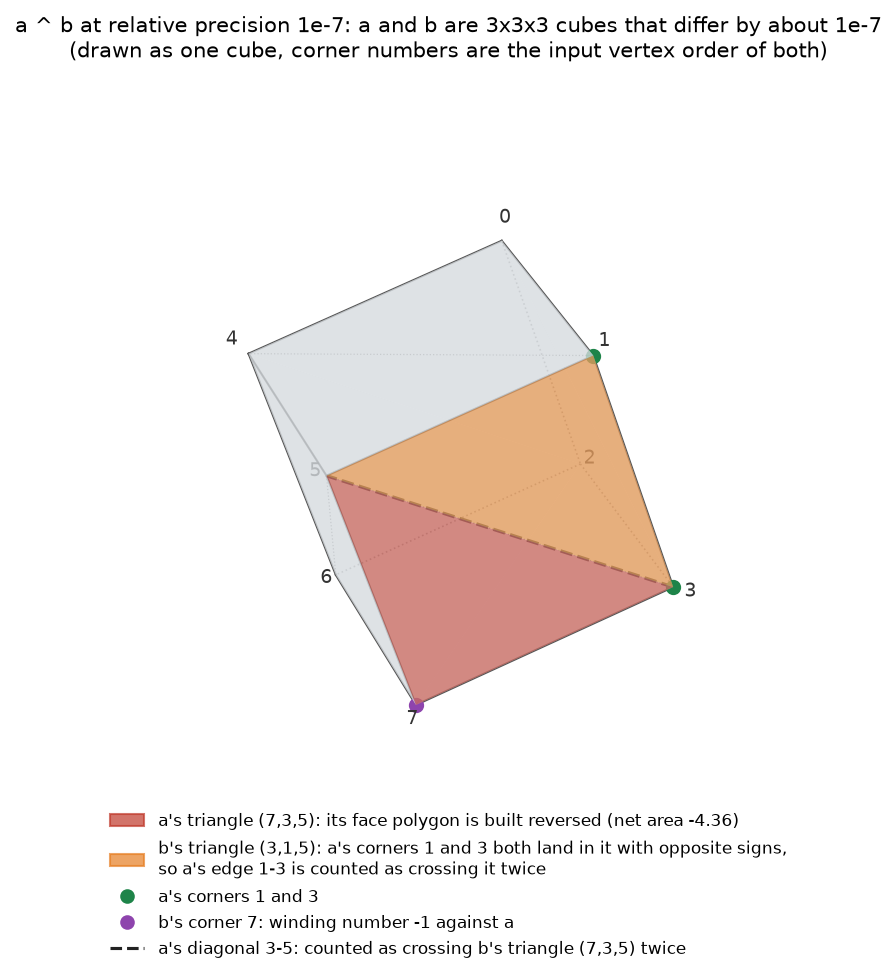 a ^ b at relative precision 1e-7: a and b are 3x3x3 cubes that differ by about 1e-7
(drawn as one cube, corner numbers are the input vertex order of both)
0
1
4
2
5
6
3
7
a's triangle (7,3,5): its face polygon is built reversed (net area -4.36)
b's triangle (3,1,5): a's corners 1 and 3 both land in it with opposite signs,
so a's edge 1-3 is counted as crossing it twice
a's corners 1 and 3
b's corner 7: winding number -1 against a
a's diagonal 3-5: counted as crossing b's triangle (7,3,5) twice